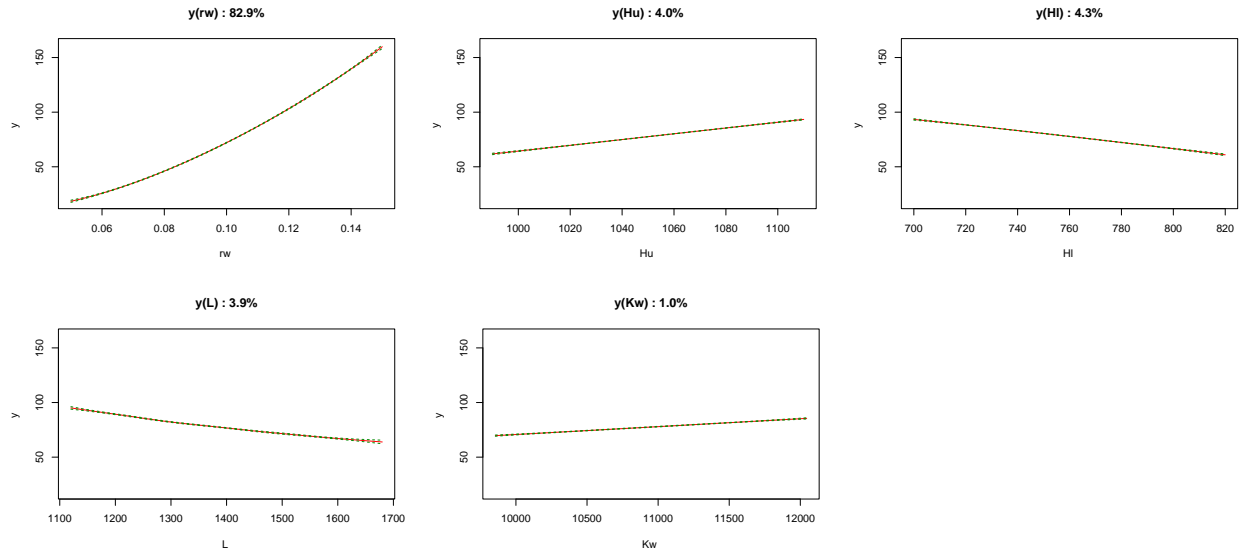 y(rw) : 82.9%
y
50 100 150
0.06 0.08 0.10 0.12 0.14
rw
y(Hu) : 4.0%
y
50 100 150
1000 1020 1040 1060 1080 1100
Hu
y(Hl) : 4.3%
y
50 100 150
700 720 740 760 780 800 820
Hl
y(L) : 3.9%
y
50 100 150
1100 1200 1300 1400 1500 1600 1700
L
y(Kw) : 1.0%
y
50 100 150
10000 10500 11000 11500 12000
Kw